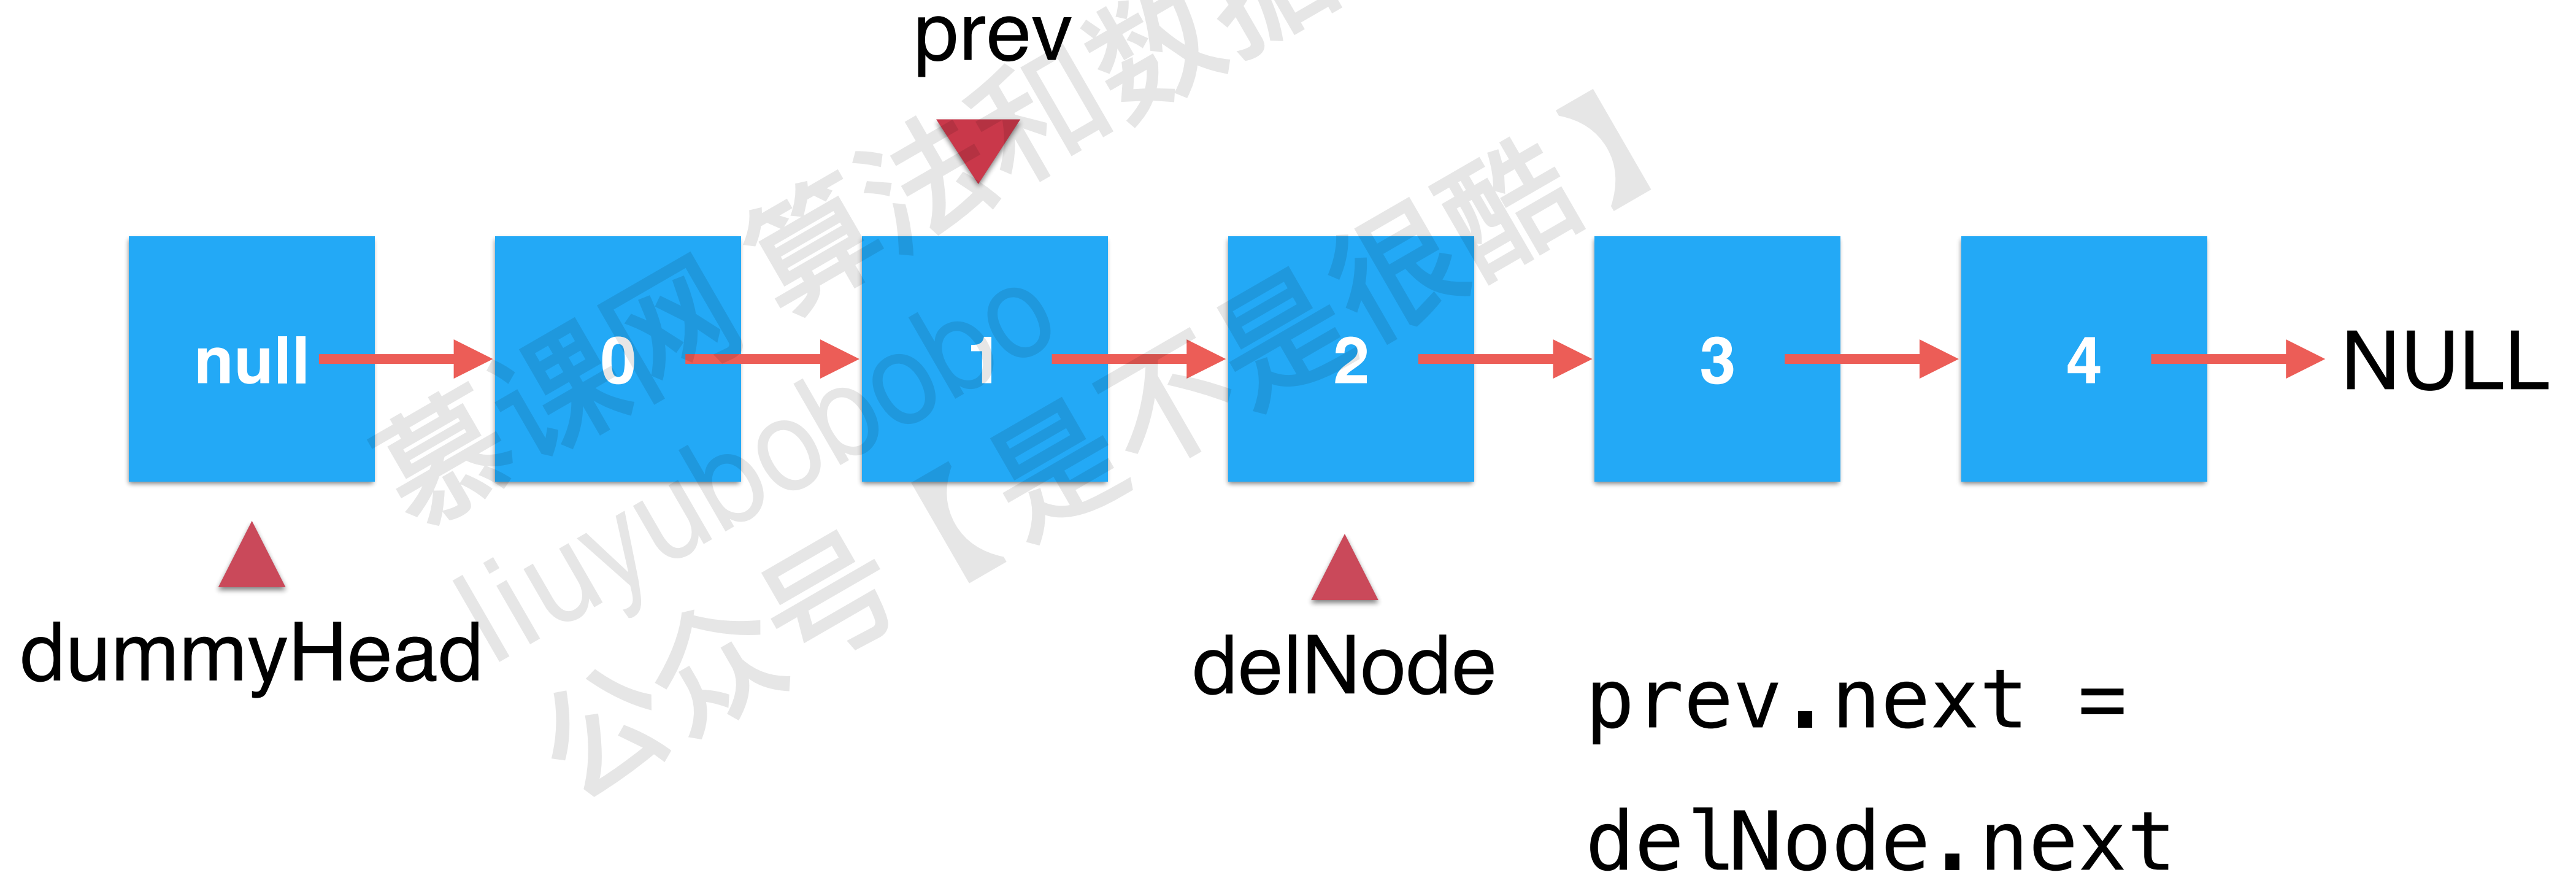 prev
null 0 1 2 3 4 NULL
dummyHead
delNode
prev.next =
delNode.next
慕课网 算法和数据
liuyubobobo
公众号【是不是很酷】